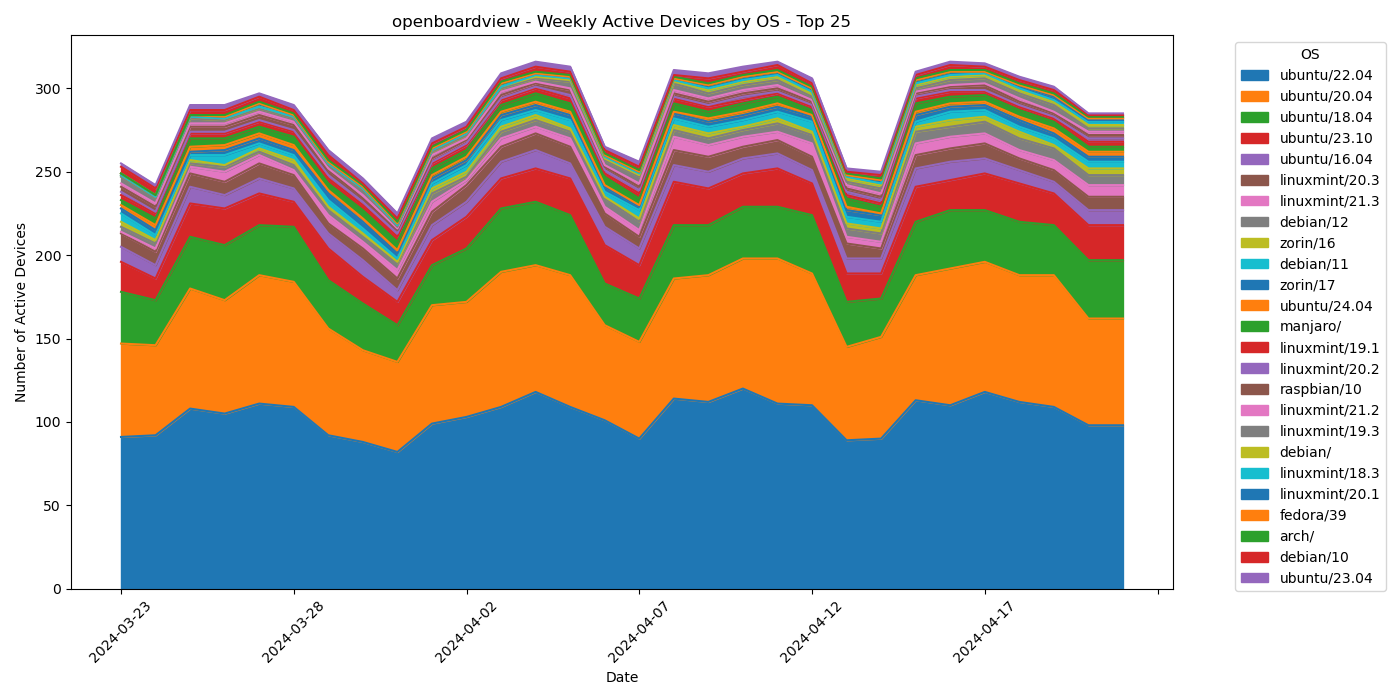 openboardview - Weekly Active Devices by OS - Top 25
Number of Active Devices
300
250
200
150
100
50
0
2024-03-23
2024-03-28
2024-04-02
2024-04-07
2024-04-12
2024-04-17
Date
OS
ubuntu/22.04
ubuntu/20.04
ubuntu/18.04
ubuntu/23.10
ubuntu/16.04
linuxmint/20.3
linuxmint/21.3
debian/12
zorin/16
debian/11
zorin/17
ubuntu/24.04
manjaro/
linuxmint/19.1
linuxmint/20.2
raspbian/10
linuxmint/21.2
linuxmint/19.3
debian/
linuxmint/18.3
linuxmint/20.1
fedora/39
arch/
debian/10
ubuntu/23.04